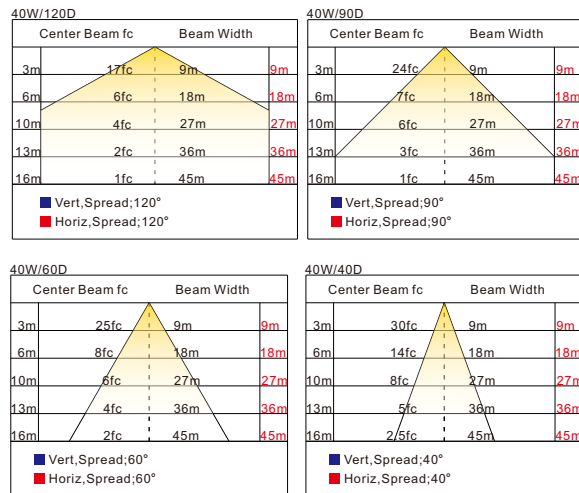 40W/120D
Center Beam fc Beam Width
3m 17fc 9m 9m
6m 6fc 18m 18m
10m 4fc 27m 27m
13m 2fc 36m 36m
16m 1fc 45m 45m
Vert,Spread;120°
Horiz,Spread;120°
40W/90D
Center Beam fc Beam Width
3m 24fc 9m 9m
6m 7fc 18m 18m
10m 6fc 27m 27m
13m 3fc 36m 36m
16m 1fc 45m 45m
Vert,Spread;90°
Horiz,Spread;90°
40W/60D
Center Beam fc Beam Width
3m 25fc 9m 9m
6m 8fc 18m 18m
10m 6fc 27m 27m
13m 4fc 36m 36m
16m 2fc 45m 45m
Vert,Spread;60°
Horiz,Spread;60°
40W/40D
Center Beam fc Beam Width
3m 30fc 9m 9m
6m 14fc 18m 18m
10m 8fc 27m 27m
13m 5fc 36m 36m
16m 2.5fc 45m 45m
Vert,Spread;40°
Horiz,Spread;40°